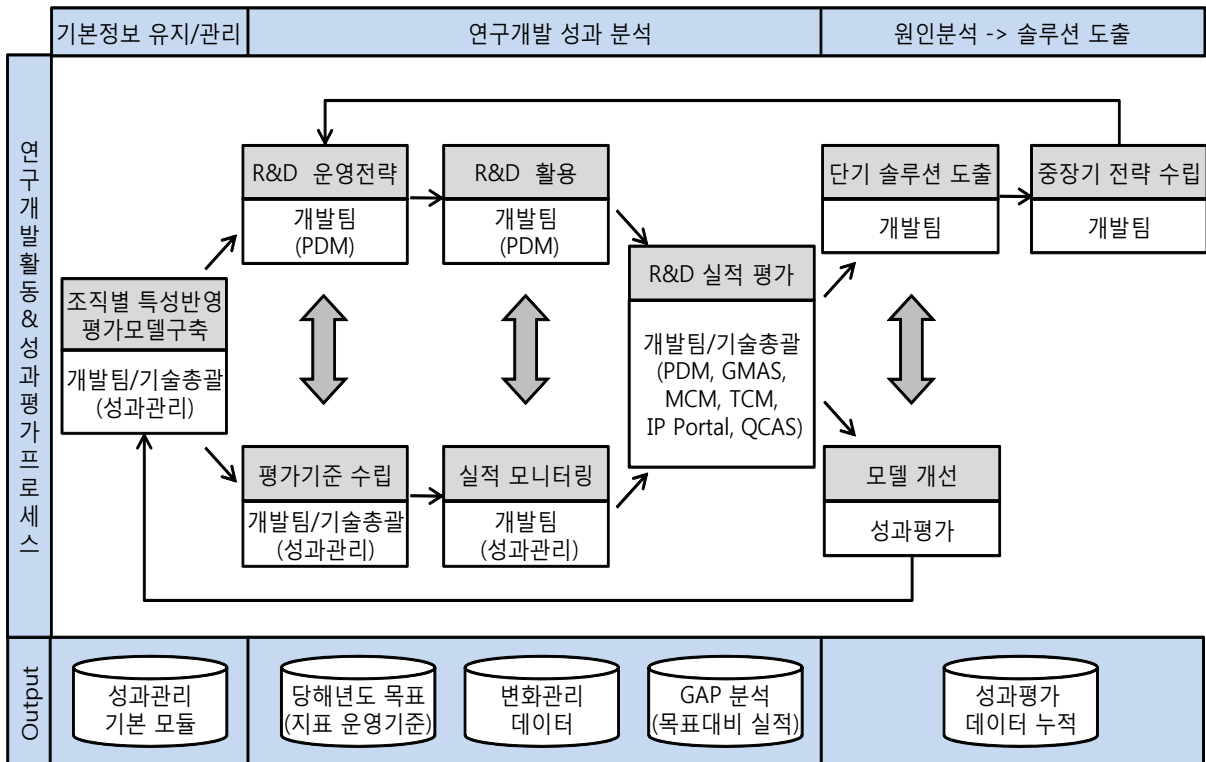 기본정보 유지/관리
연구개발 성과 분석
원인분석 -> 솔루션 도출
연구개발활동&성과평가프로세스
조직별 특성반영
평가모델구축
개발팀/기술총괄
(성과관리)
R&D 운영전략
개발팀
(PDM)
R&D 활용
개발팀
(PDM)
평가기준 수립
개발팀/기술총괄
(성과관리)
실적 모니터링
개발팀
(성과관리)
R&D 실적 평가
개발팀/기술총괄
(PDM, GMAS,
MCM, TCM,
IP Portal, QCAS)
단기 솔루션 도출
개발팀
중장기 전략 수립
개발팀
모델 개선
성과평가
Output
성과관리
기본 모듈
당해년도 목표
(지표 운영기준)
변화관리
데이터
GAP 분석
(목표대비 실적)
성과평가
데이터 누적